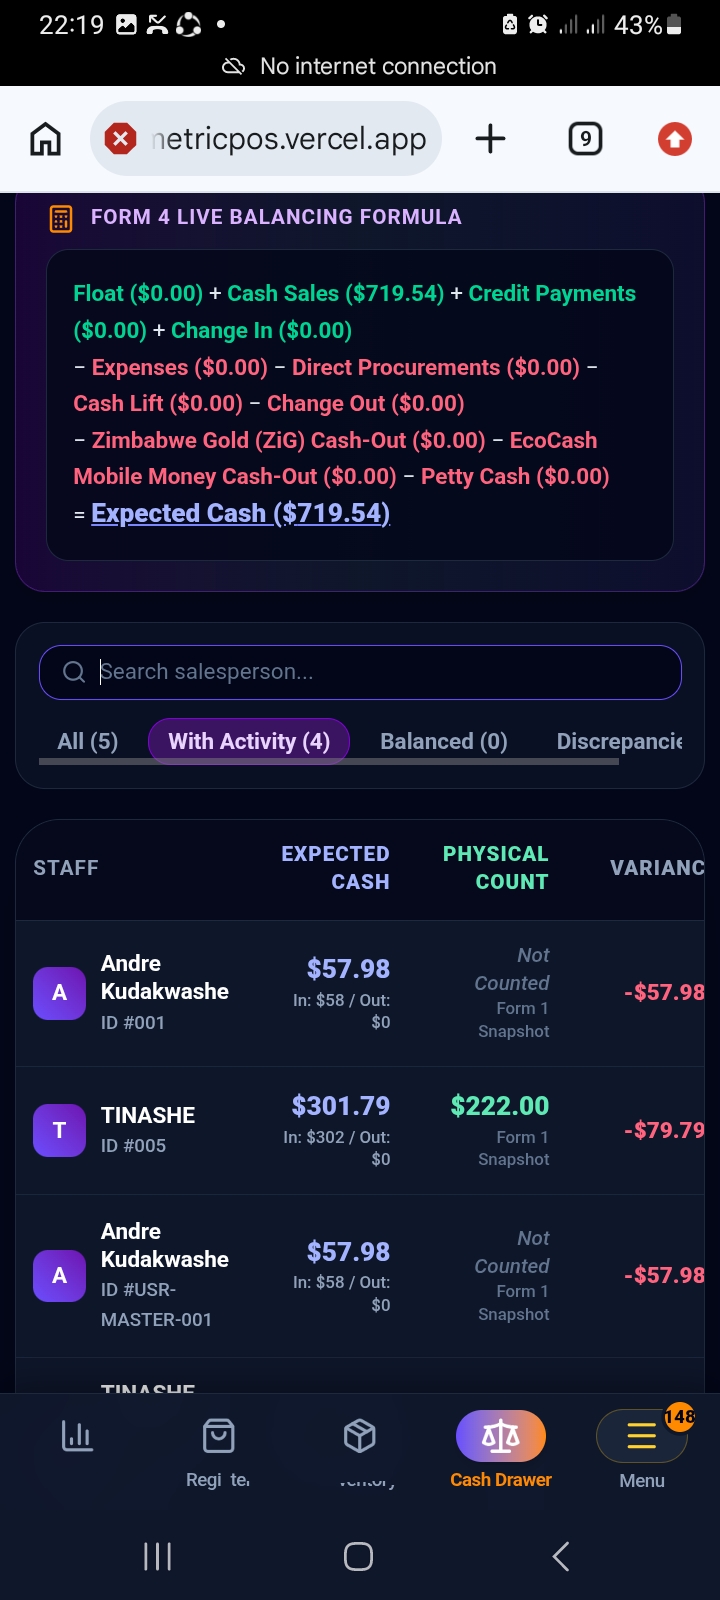 22:19
43%
No internet connection
netricpos.vercel.app
9
FORM 4 LIVE BALANCING FORMULA
Float ($0.00) + Cash Sales ($719.54) + Credit Payments
($0.00) + Change In ($0.00)
− Expenses ($0.00) − Direct Procurements ($0.00) −
Cash Lift ($0.00) − Change Out ($0.00)
− Zimbabwe Gold (ZiG) Cash-Out ($0.00) − EcoCash
Mobile Money Cash-Out ($0.00) − Petty Cash ($0.00)
= Expected Cash ($719.54)
Search salesperson...
All (5) With Activity (4) Balanced (0) Discrepancie
STAFF EXPECTED CASH PHYSICAL COUNT VARIANC
A
Andre
Kudakwashe
ID #001
$57.98
In: $58 / Out:
$0
Not
Counted
Form 1
Snapshot
-$57.98
T
TINASHE
ID #005
$301.79
In: $302 / Out:
$0
$222.00
Form 1
Snapshot
-$79.79
A
Andre
Kudakwashe
ID #USR-
MASTER-001
$57.98
In: $58 / Out:
$0
Not
Counted
Form 1
Snapshot
-$57.98
TINASHE
148
Cash Drawer
Menu